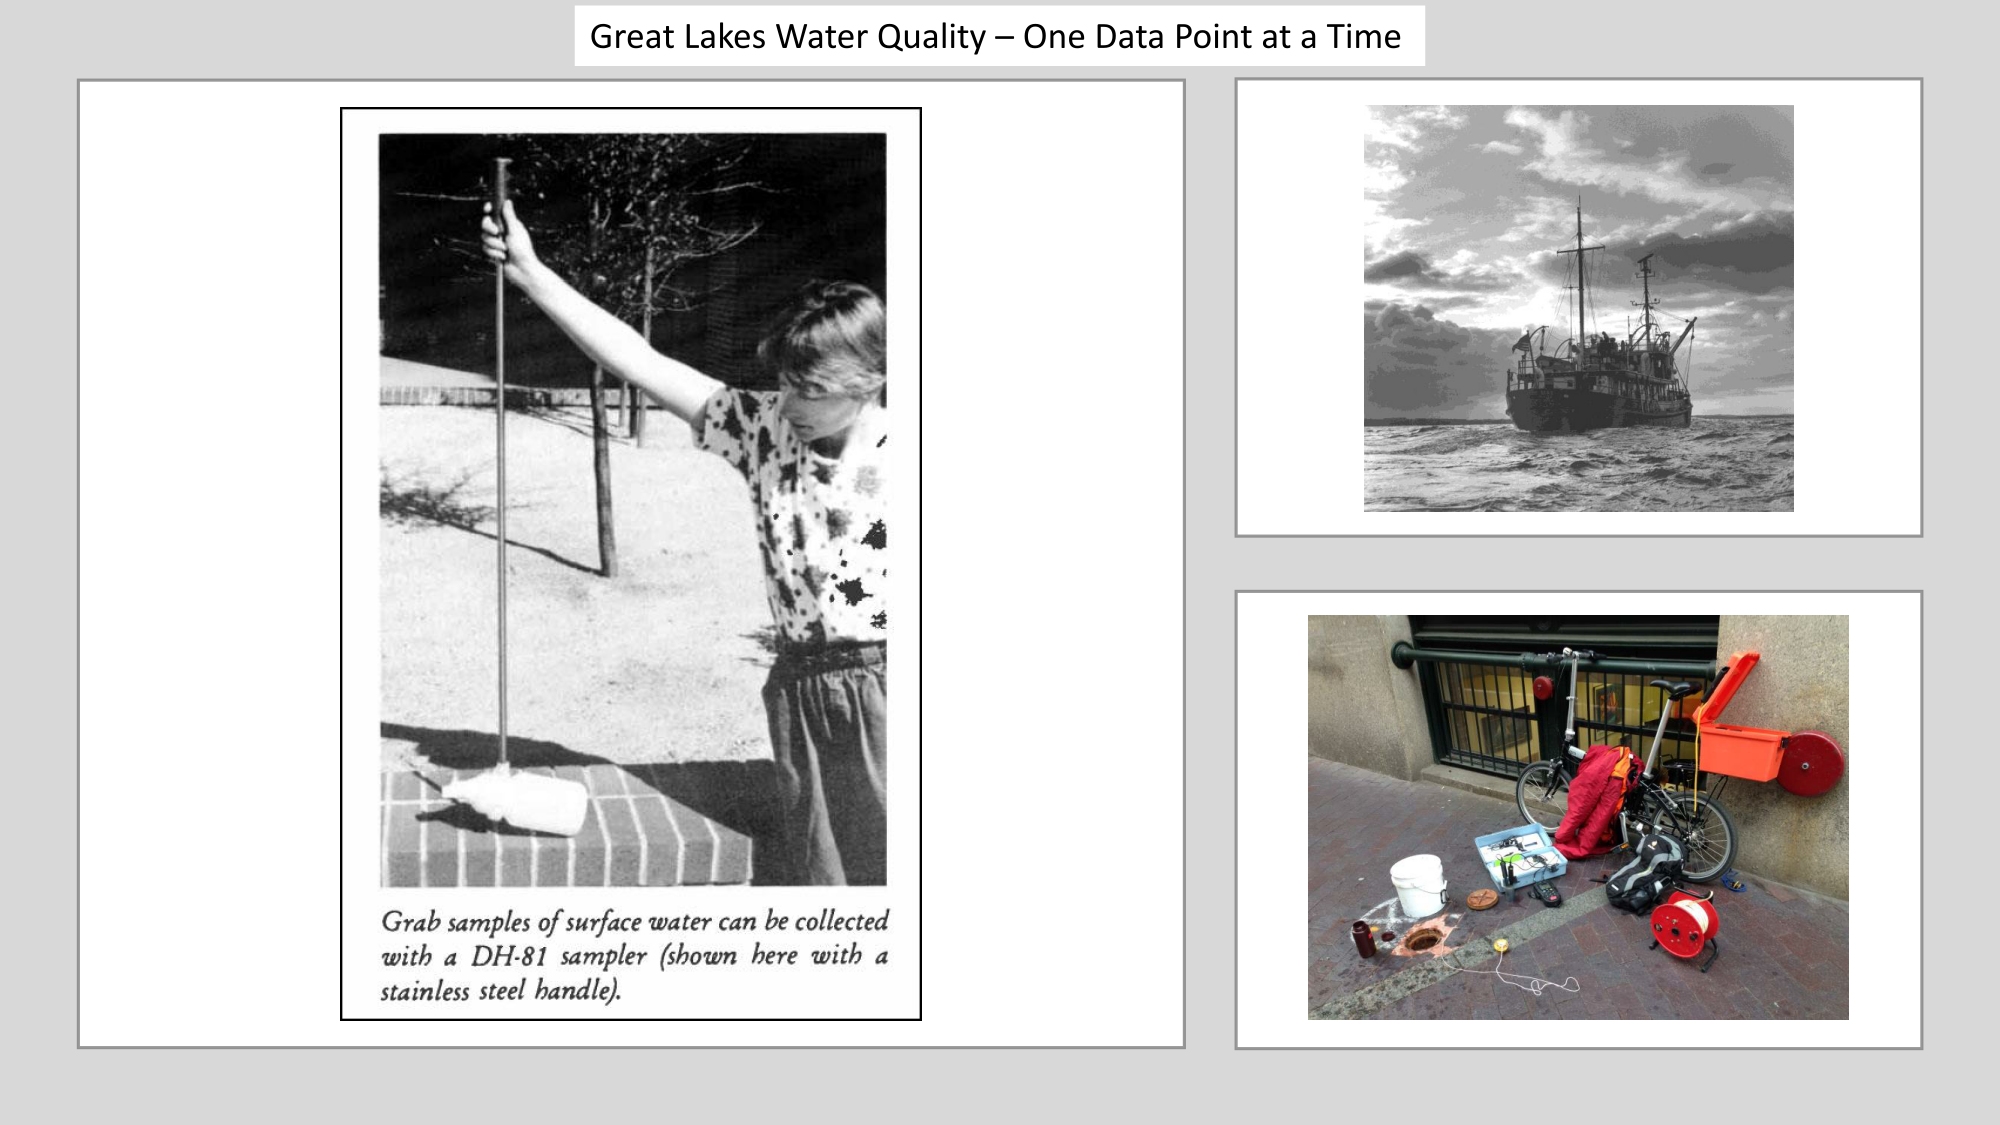 Great Lakes Water Quality – One Data Point at a Time
Grab samples of surface water can be collected
with a DH-81 sampler (shown here with a
stainless steel handle).